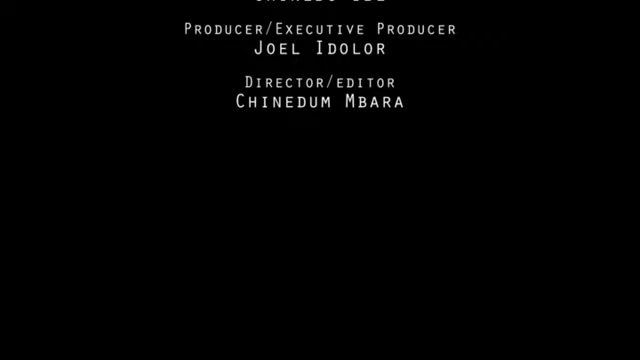 Producer/Executive Producer
Joel Idolor
Director/editor
Chinedum Mbara